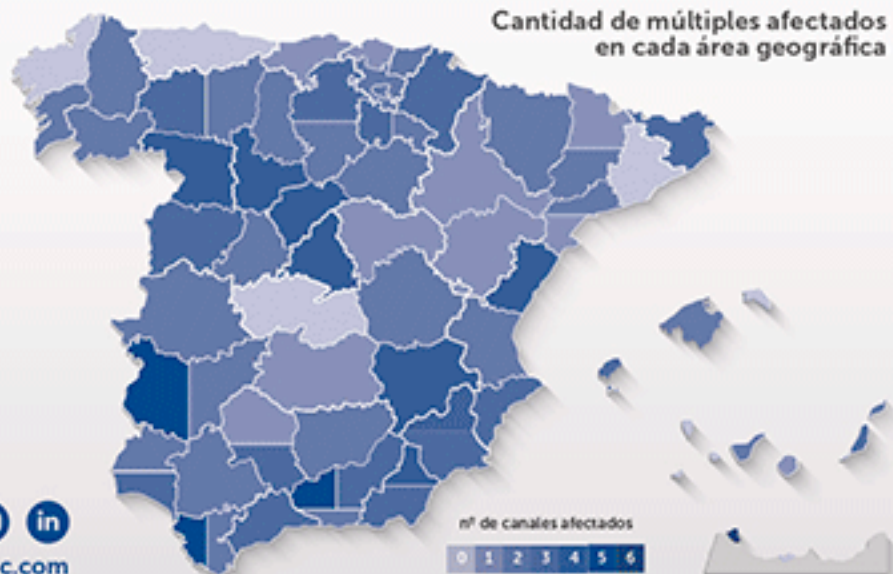 Cantidad de múltiples afectados
en cada área geográfica
in
c.com
nº de canales afectados
0 1 2 3 4 5 6